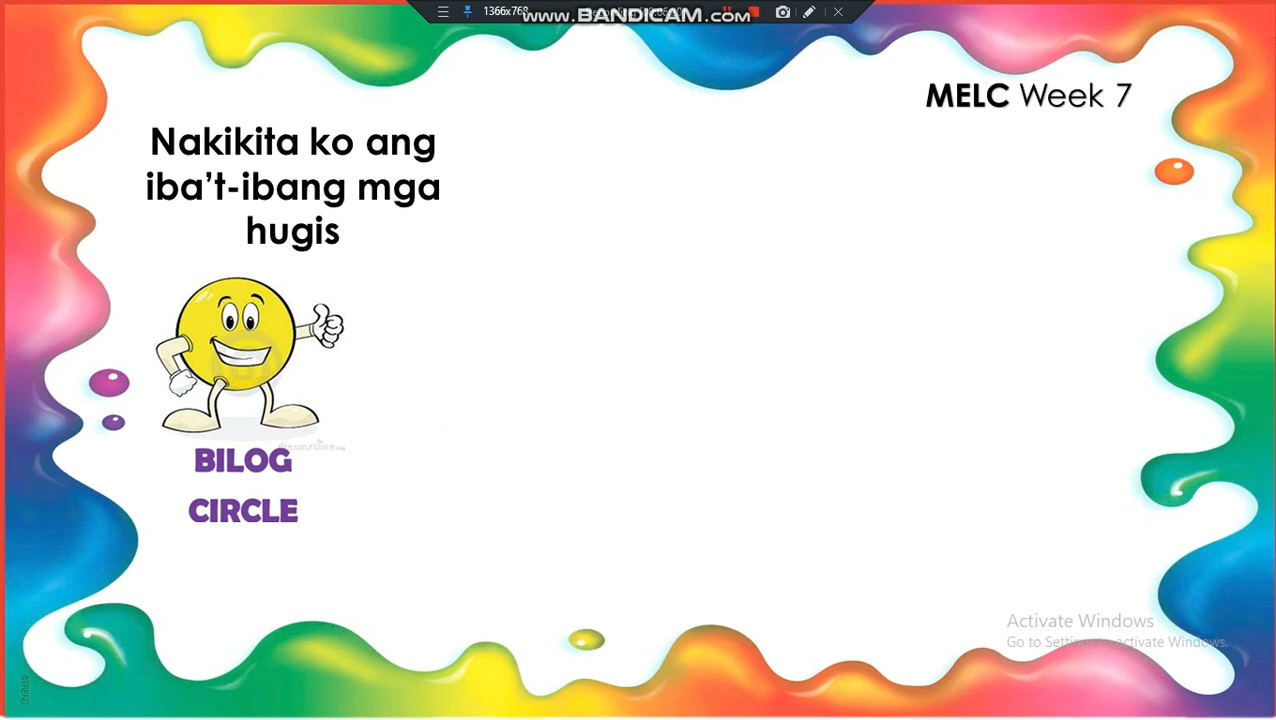 1366x768
www.BANDICAM.com
MELC Week 7
Nakikita ko ang
iba't-ibang mga
hugis
BILOG
CIRCLE
Activate Windows
Go to Settings to activate Windows.